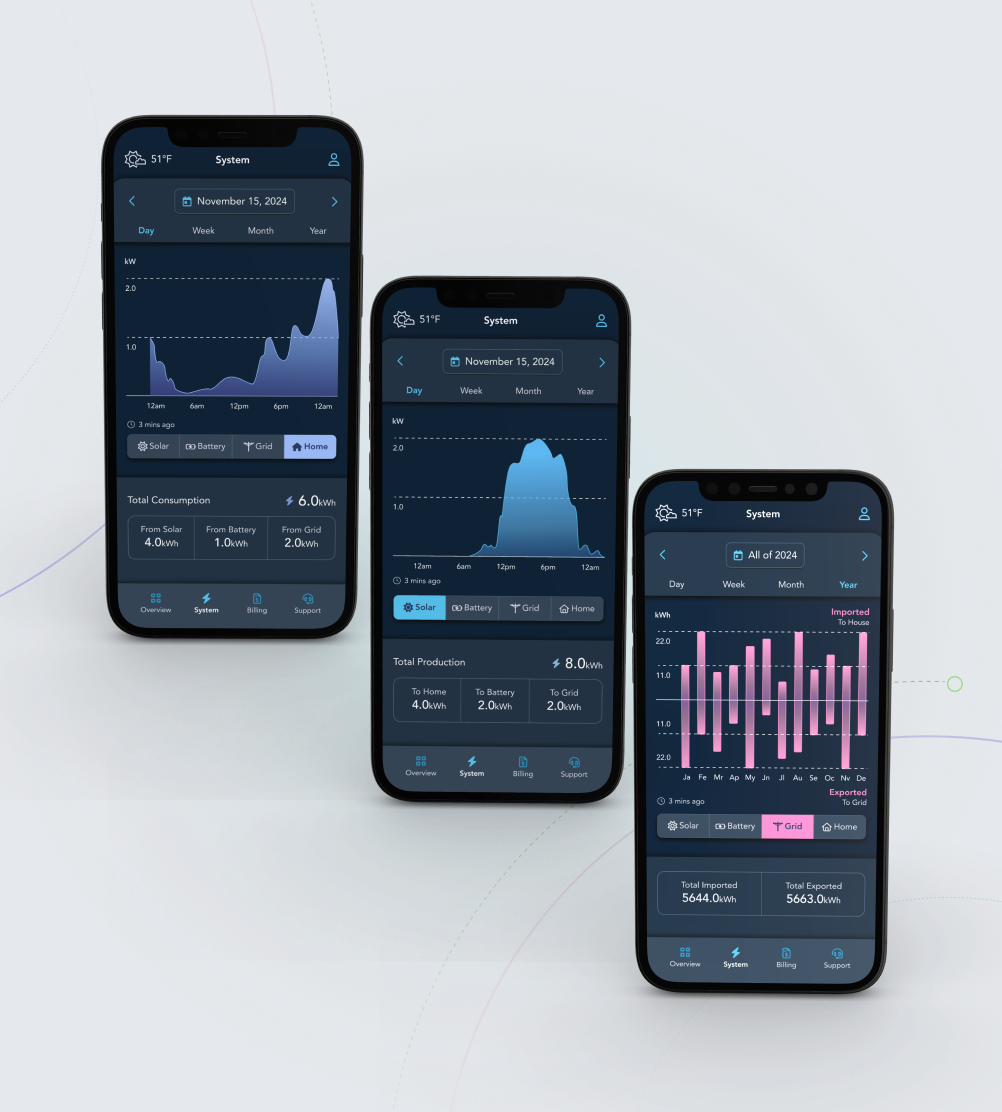 51°F System
November 15, 2024
Day Week Month Year
kW
2.0
1.0
12am 6am 12pm 6pm 12am
3 mins ago
Solar Battery Grid Home
Total Consumption 6.0kWh
From Solar From Battery From Grid
4.0kWh 1.0kWh 2.0kWh
Overview System Billing Support
51°F System
November 15, 2024
Day Week Month Year
kW
2.0
1.0
12am 6am 12pm 6pm 12am
3 mins ago
Solar Battery Grid Home
Total Production 8.0kWh
To Home To Battery To Grid
4.0kWh 2.0kWh 2.0kWh
Overview System Billing Support
51°F System
All of 2024
Day Week Month Year
kWh Imported
To House
22.0
11.0
11.0
22.0
Ja Fe Mr Ap My Jn Jl Au Se Oc Nv De
Exported
3 mins ago To Grid
Solar Battery Grid Home
Total Imported Total Exported
5644.0kWh 5663.0kWh
Overview System Billing Support